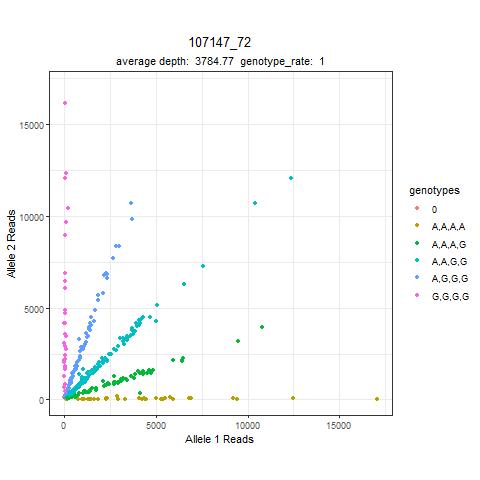 107147_72
average depth:  3784.77  genotype_rate:  1
15000
10000
5000
0
Allele 2 Reads
0
5000
10000
15000
Allele 1 Reads
genotypes
0
A,A,A,A
A,A,A,G
A,A,G,G
A,G,G,G
G,G,G,G